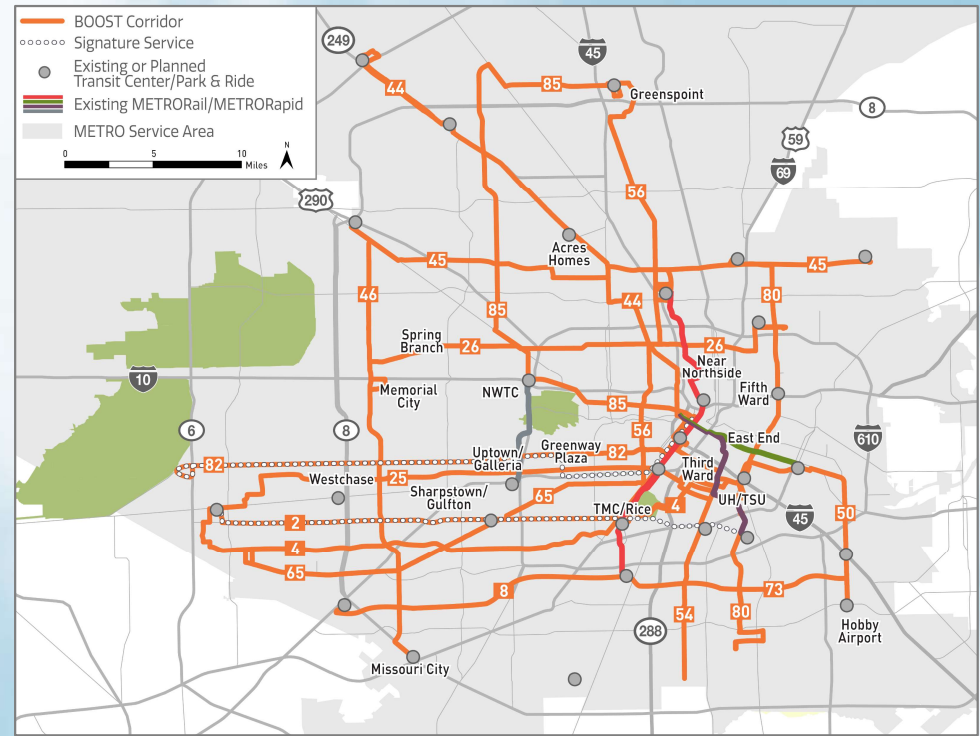 BOOST Corridor
Signature Service
Existing or Planned
Transit Center/Park & Ride
Existing METRORail/METRORapid
METRO Service Area
0 5 10
Miles
N
249
45
44
85
Greenspoint
8
59
69
56
290
Acres
Homes
45
45
46
80
85
44
Spring
Branch
26
26
Near
Northside
10
Memorial
City
NWTC
Fifth
Ward
85
6
8
56
East End
610
Uptown/
Galleria
Greenway
Plaza
82
82
Westchase
25
Third
Ward
Sharpstown/
Gulfton
65
UH/TSU
TMC/Rice
4
2
45
50
4
65
8
73
54
80
288
Hobby
Airport
Missouri City